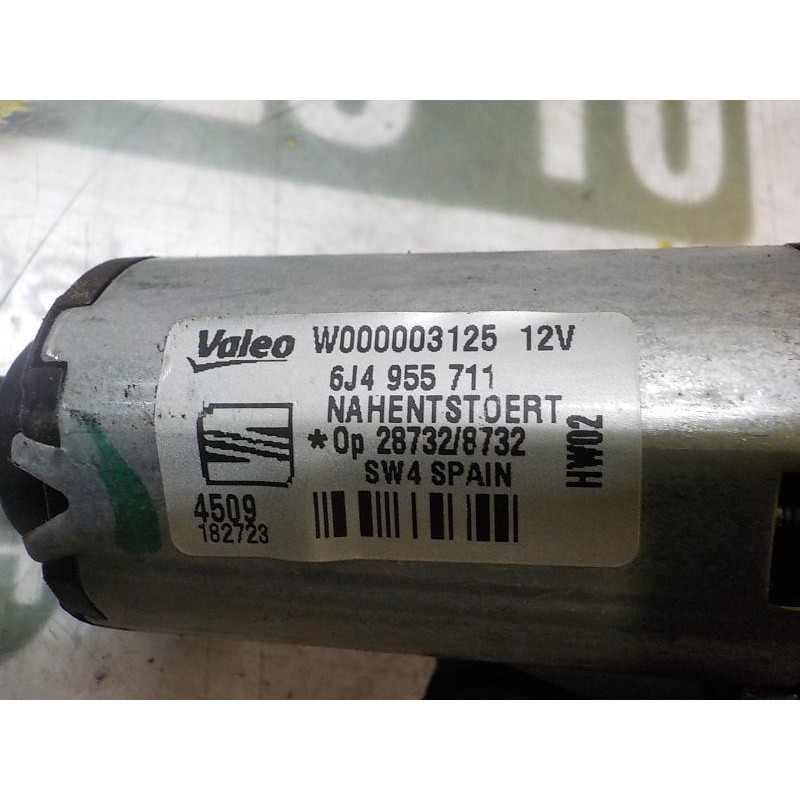 Valeo W000003125 12V
6J4 955 711
NAHENTSTOERT
*Op 28732/8732
SW4 SPAIN
HW02
4509
182723